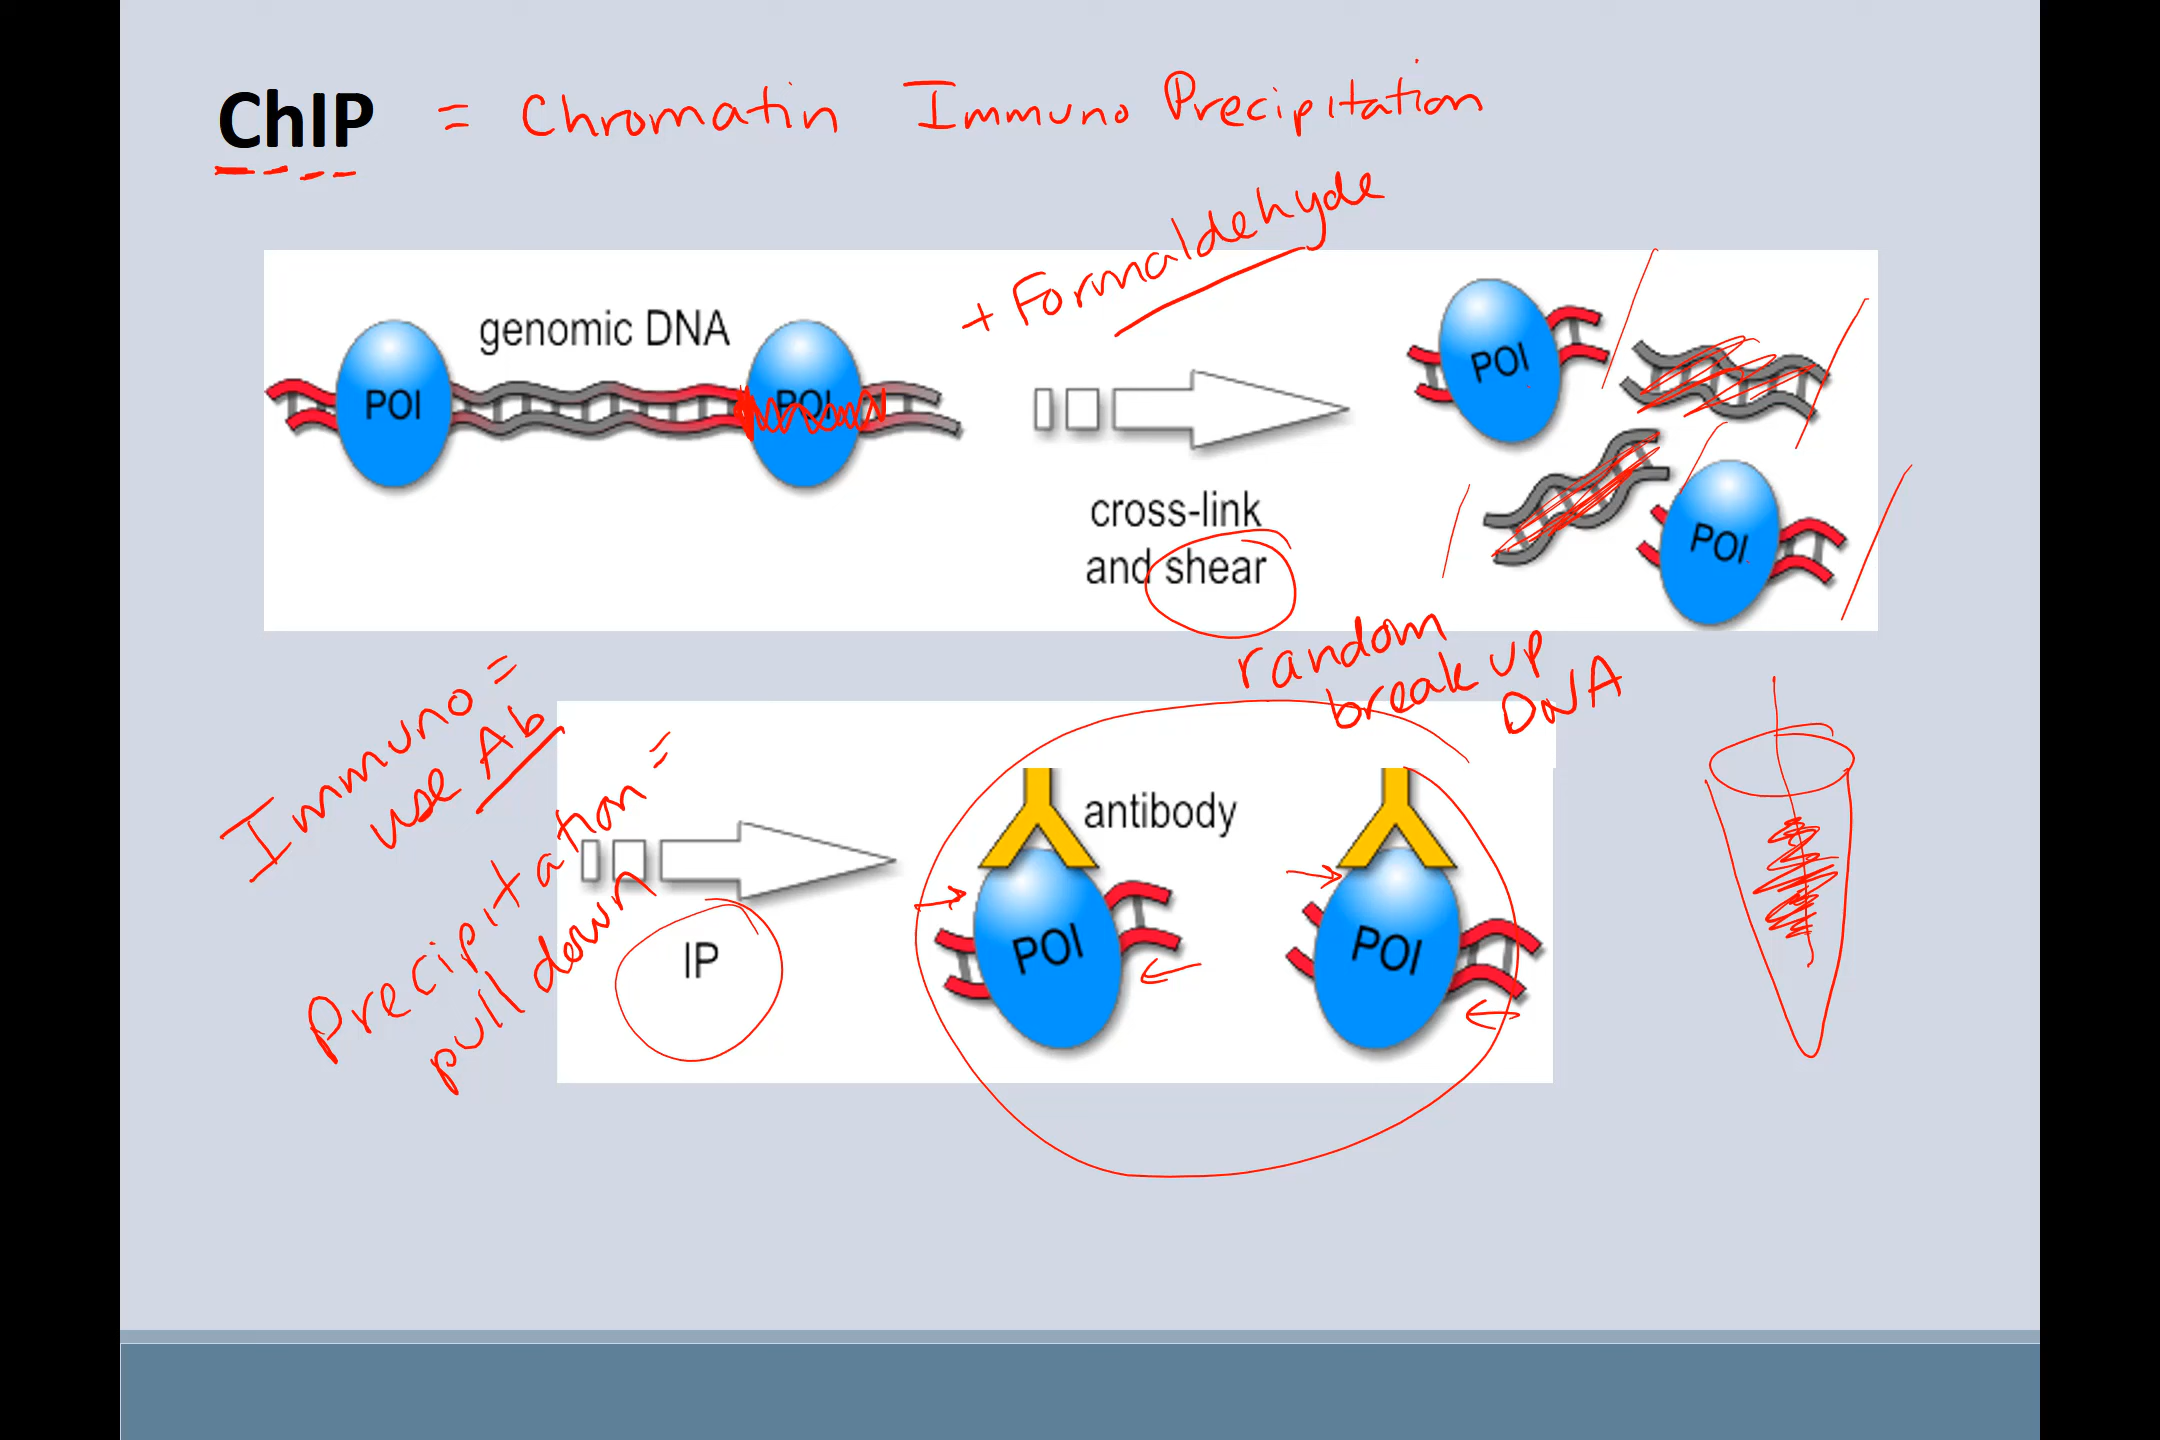 ChIP = Chromatin Immuno Precipitation
+ Formaldehyde
genomic DNA
POI
POI
cross-link
and shear
POI
POI
random
break up
DNA
Immuno =
use Ab
Precipitation =
pull down
IP
antibody
POI
POI